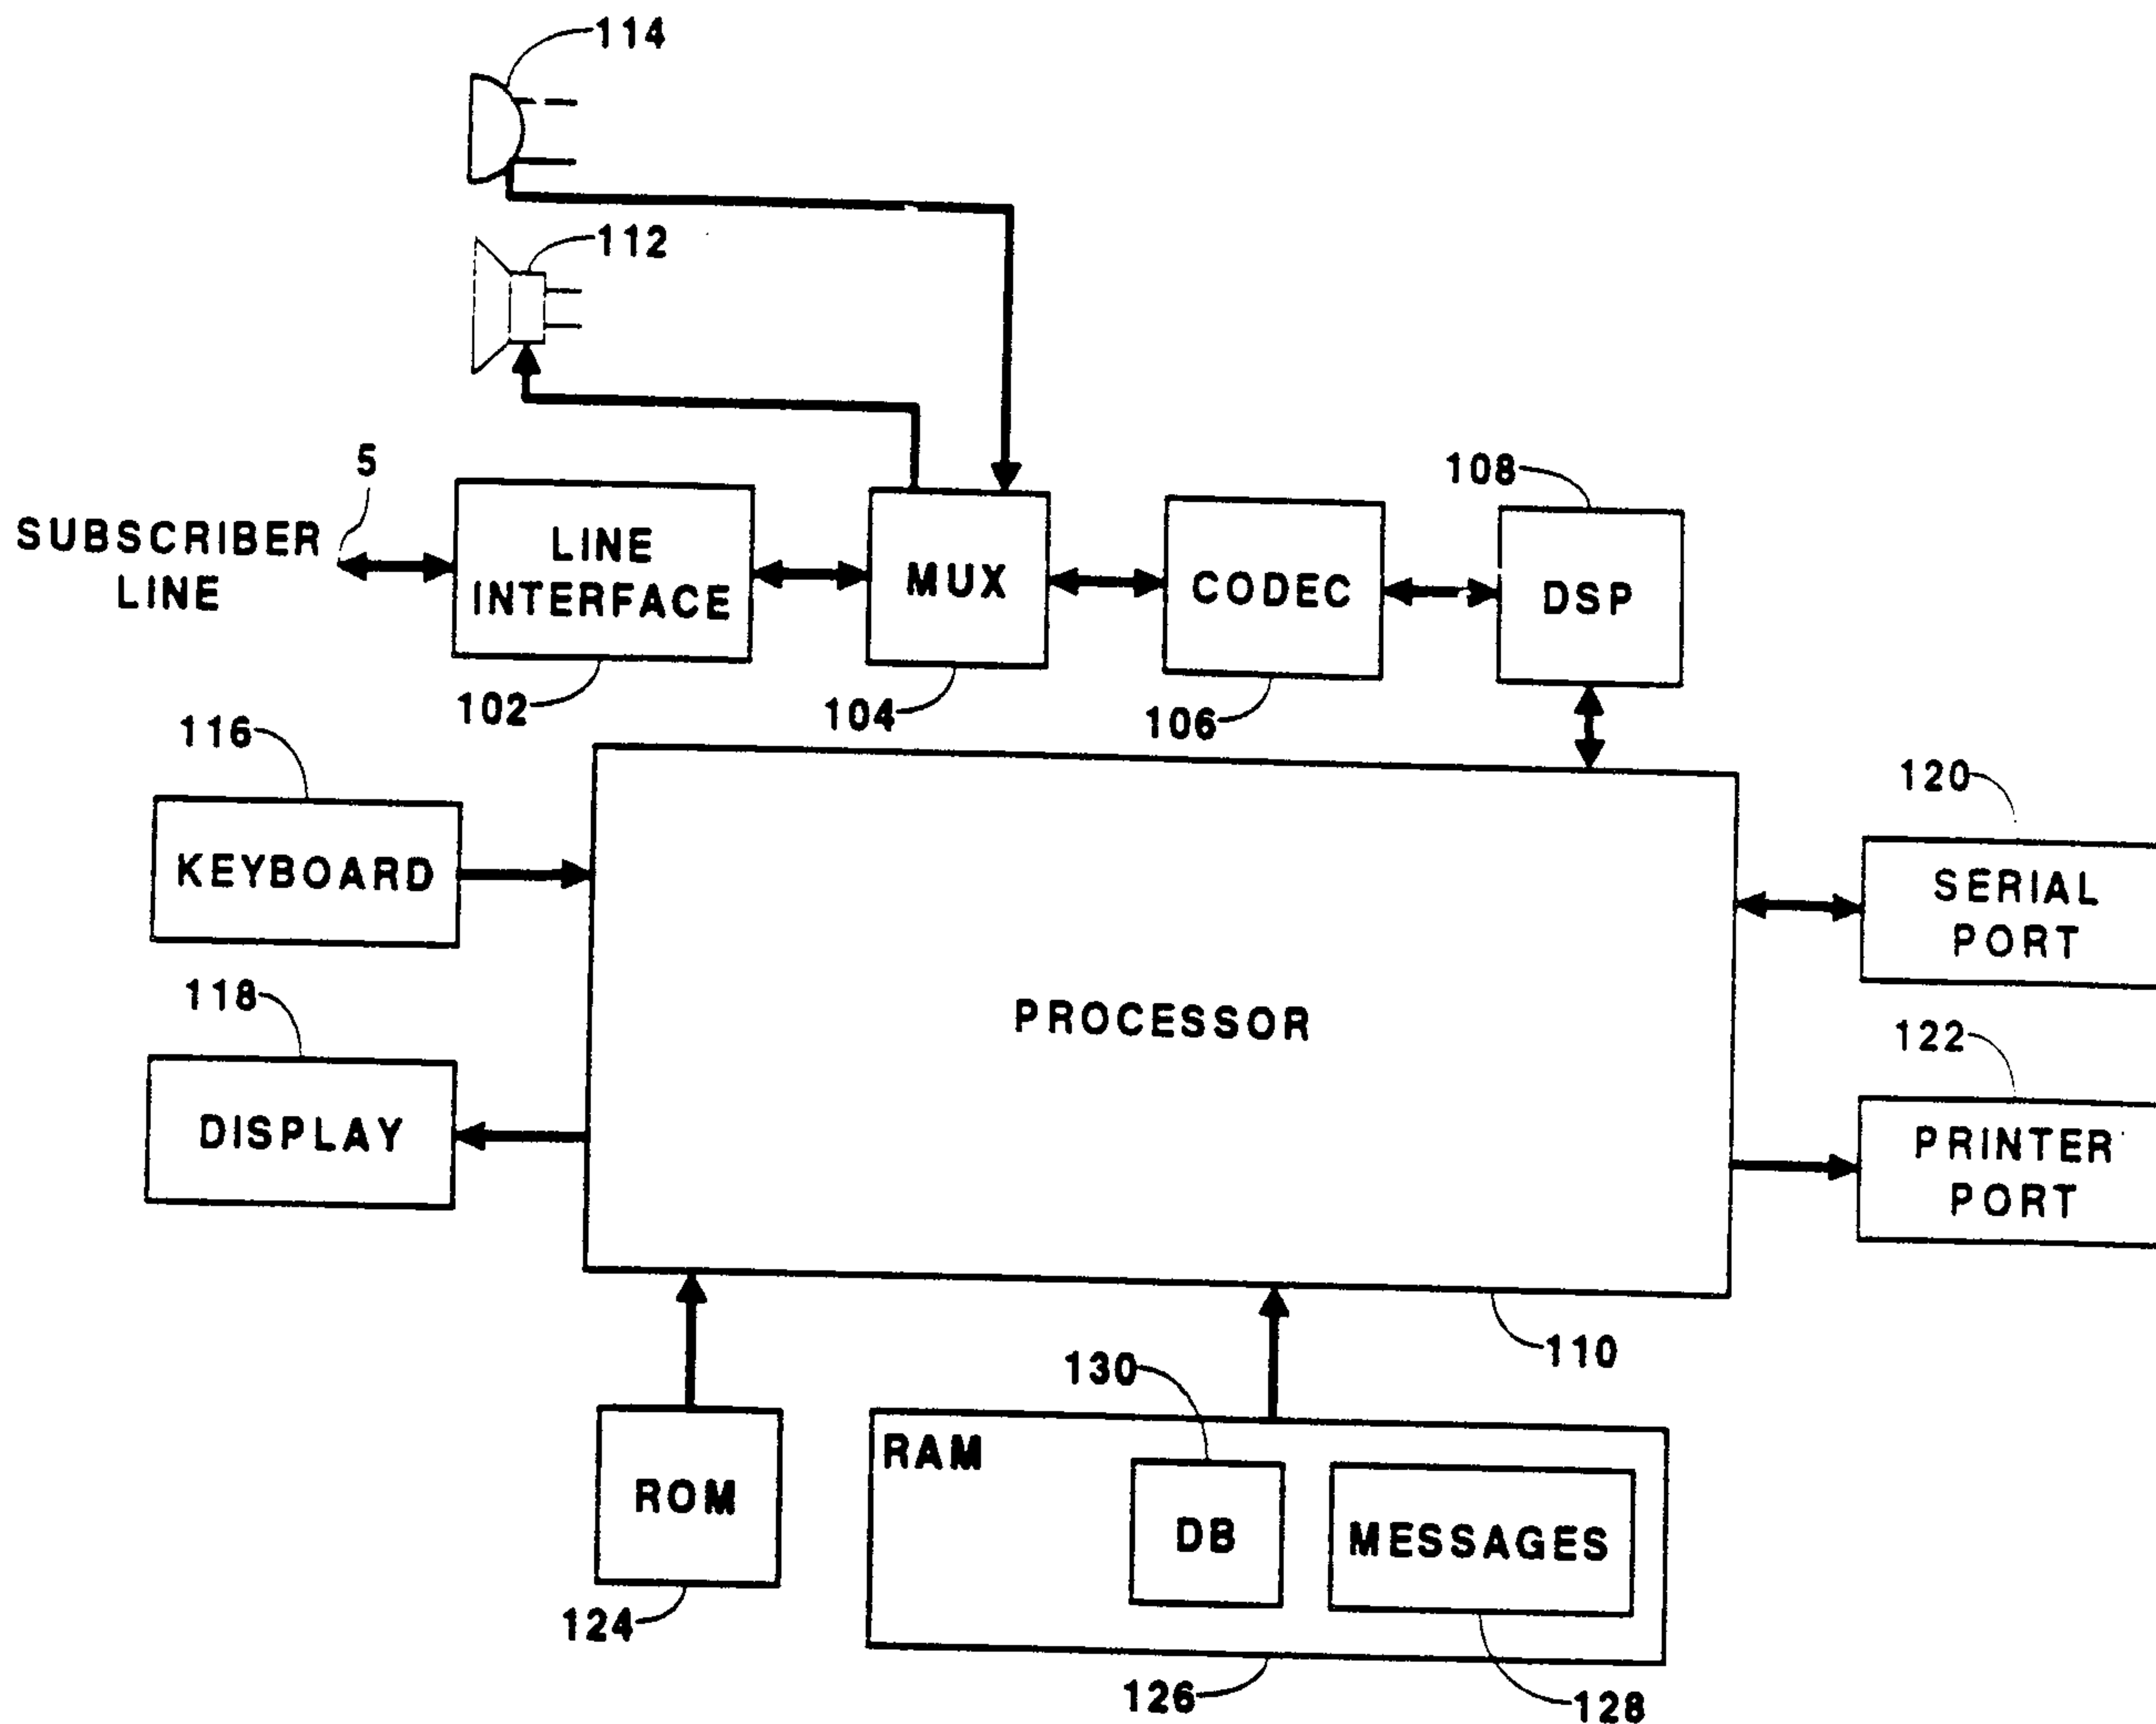 114
112
5
108
SUBSCRIBER
LINE
LINE
INTERFACE
MUX
CODEC
DSP
102
104
106
116
120
KEYBOARD
SERIAL
PORT
118
PROCESSOR
122
DISPLAY
PRINTER
PORT
110
130
RAM
ROM
DB
MESSAGES
124
126
128